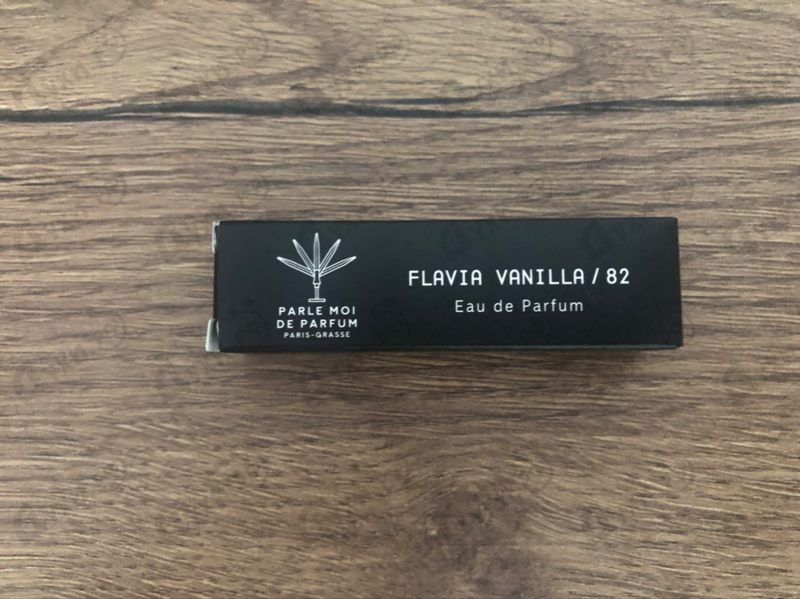 FLAVIA VANILLA / 82
Eau de Parfum
PARLE MOI
DE PARFUM
PARIS-GRASSE